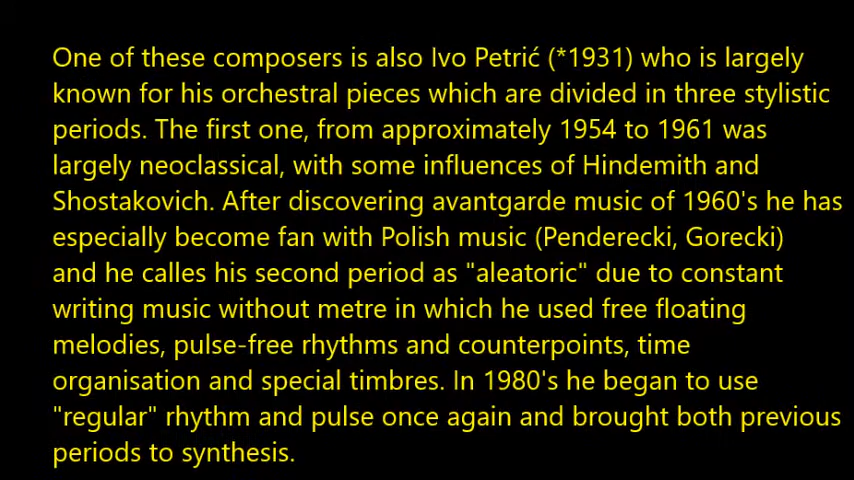 One of these composers is also Ivo Petrić (*1931) who is largely
known for his orchestral pieces which are divided in three stylistic
periods. The first one, from approximately 1954 to 1961 was
largely neoclassical, with some influences of Hindemith and
Shostakovich. After discovering avantgarde music of 1960's he has
especially become fan with Polish music (Penderecki, Gorecki)
and he calles his second period as "aleatoric" due to constant
writing music without metre in which he used free floating
melodies, pulse-free rhythms and counterpoints, time
organisation and special timbres. In 1980's he began to use
"regular" rhythm and pulse once again and brought both previous
periods to synthesis.